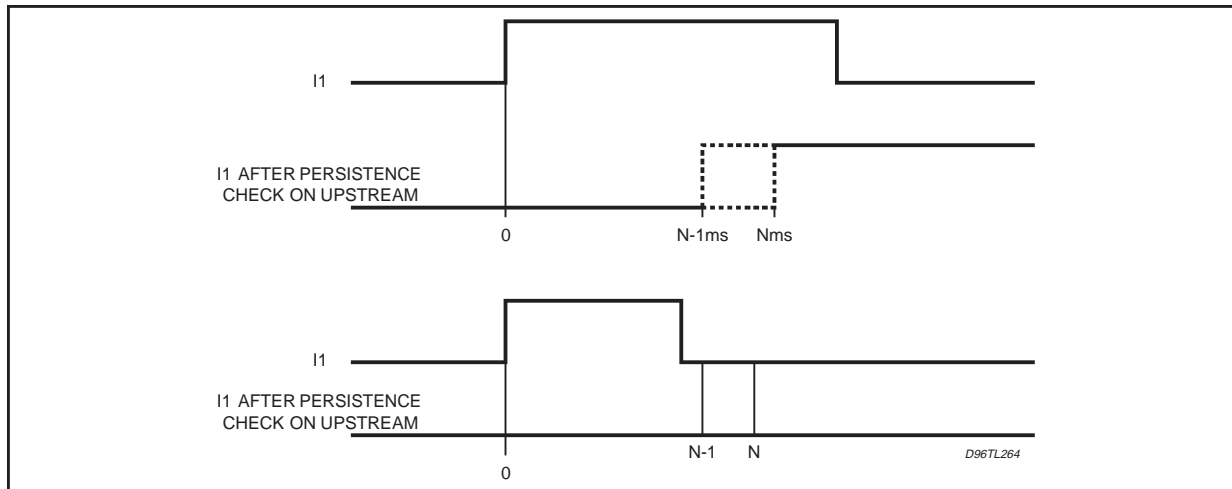 I1
I1 AFTER PERSISTENCE
CHECK ON UPSTREAM
0
N-1ms
Nms
I1
I1 AFTER PERSISTENCE
CHECK ON UPSTREAM
N-1
N
D96TL264
0